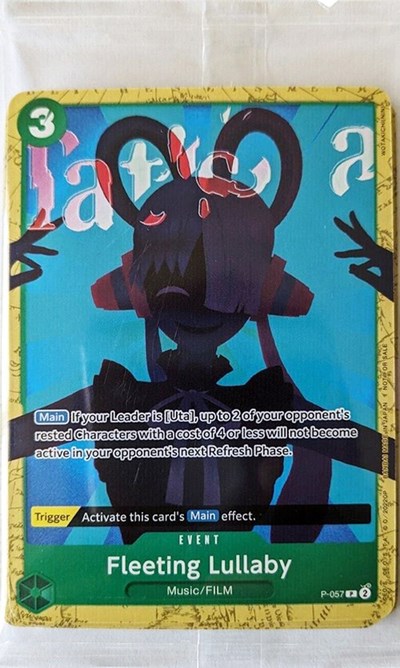 3
Main If your Leader is [Uta], up to 2 of your opponent's
rested Characters with a cost of 4 or less will not become
active in your opponent's next Refresh Phase.
Trigger Activate this card's Main effect.
EVENT
Fleeting Lullaby
Music/FILM
P-057 P 2
NOT FOR SALE